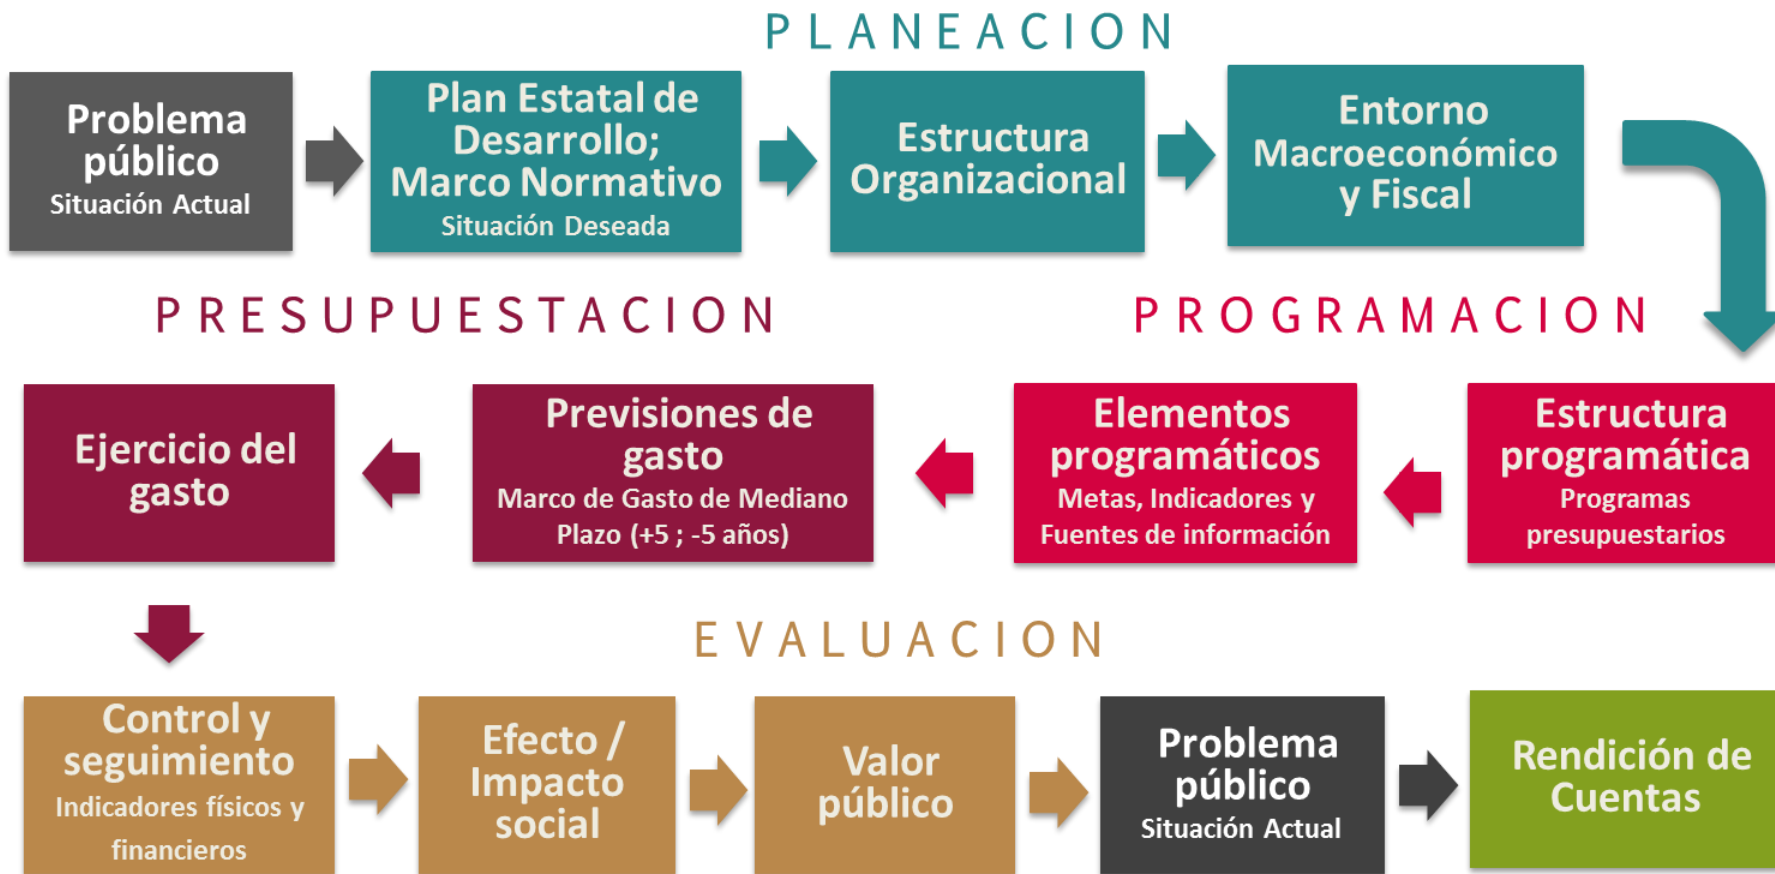 PLANEACION
Problema
público
Situación Actual
Plan Estatal de
Desarrollo;
Marco Normativo
Situación Deseada
Estructura
Organizacional
Entorno
Macroeconómico
y Fiscal
PRESUPUESTACION
PROGRAMACION
Ejercicio del
gasto
Previsiones de
gasto
Marco de Gasto de Mediano
Plazo (+5 ; -5 años)
Elementos
programáticos
Metas, Indicadores y
Fuentes de información
Estructura
programática
Programas
presupuestarios
EVALUACION
Control y
seguimiento
Indicadores físicos y
financieros
Efecto /
Impacto
social
Valor
público
Problema
público
Situación Actual
Rendición de
Cuentas